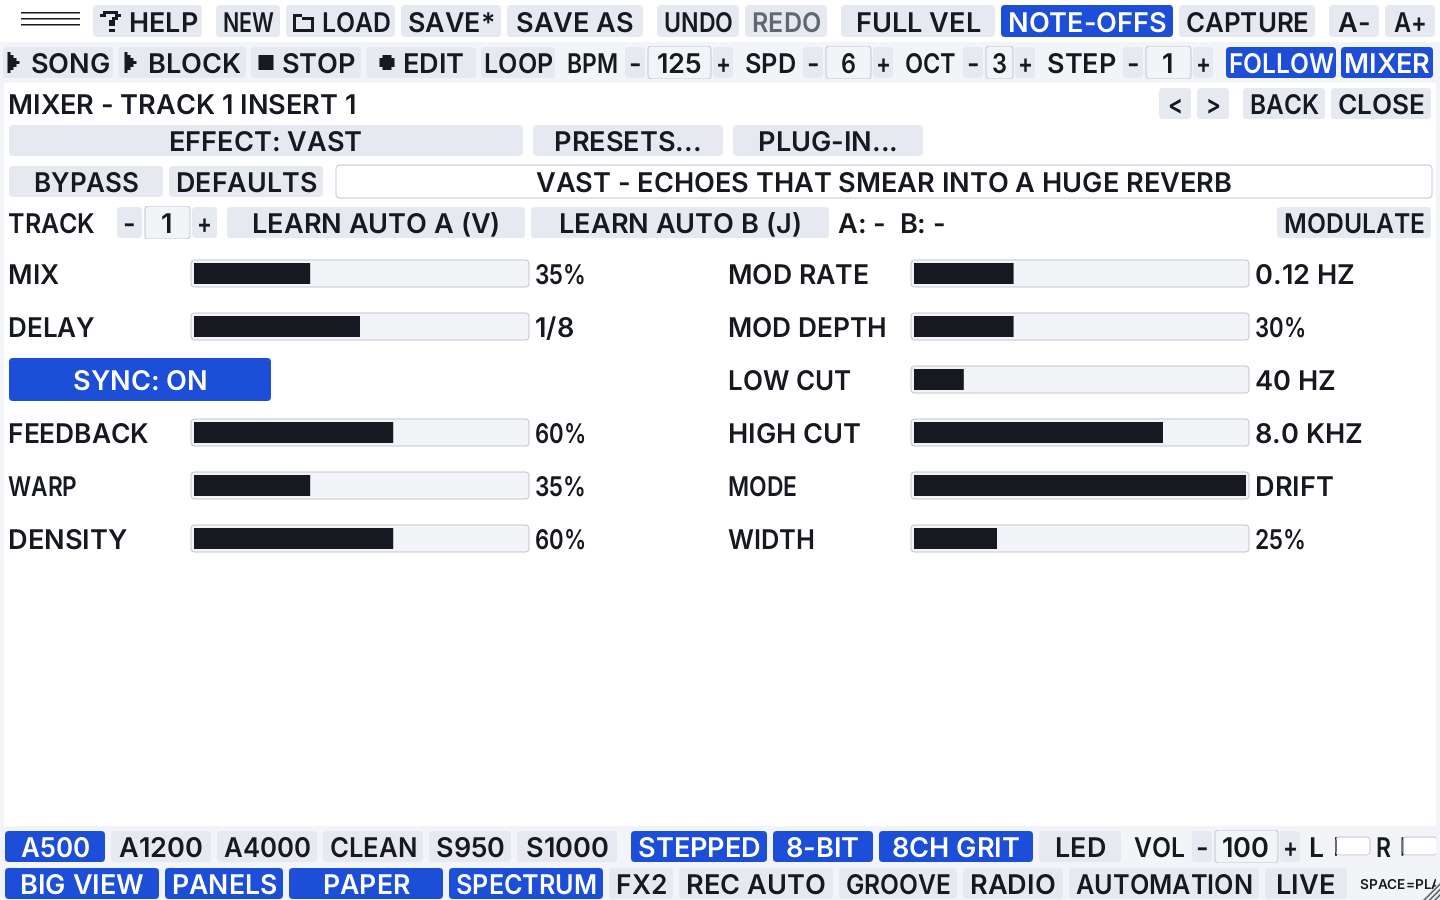 HELP NEW LOAD SAVE* SAVE AS UNDO REDO FULL VEL NOTE-OFFS CAPTURE A- A+
SONG BLOCK STOP EDIT LOOP BPM - 125 + SPD - 6 + OCT - 3 + STEP - 1 + FOLLOW MIXER
MIXER - TRACK 1 INSERT 1 < > BACK CLOSE
EFFECT: VAST PRESETS... PLUG-IN...
BYPASS DEFAULTS VAST - ECHOES THAT SMEAR INTO A HUGE REVERB
TRACK - 1 + LEARN AUTO A (V) LEARN AUTO B (J) A: - B: - MODULATE
MIX 35% MOD RATE 0.12 HZ
DELAY 1/8 MOD DEPTH 30%
SYNC: ON LOW CUT 40 HZ
FEEDBACK 60% HIGH CUT 8.0 KHZ
WARP 35% MODE DRIFT
DENSITY 60% WIDTH 25%
A500 A1200 A4000 CLEAN S950 S1000 STEPPED 8-BIT 8CH GRIT LED VOL - 100 + L R
BIG VIEW PANELS PAPER SPECTRUM FX2 REC AUTO GROOVE RADIO AUTOMATION LIVE